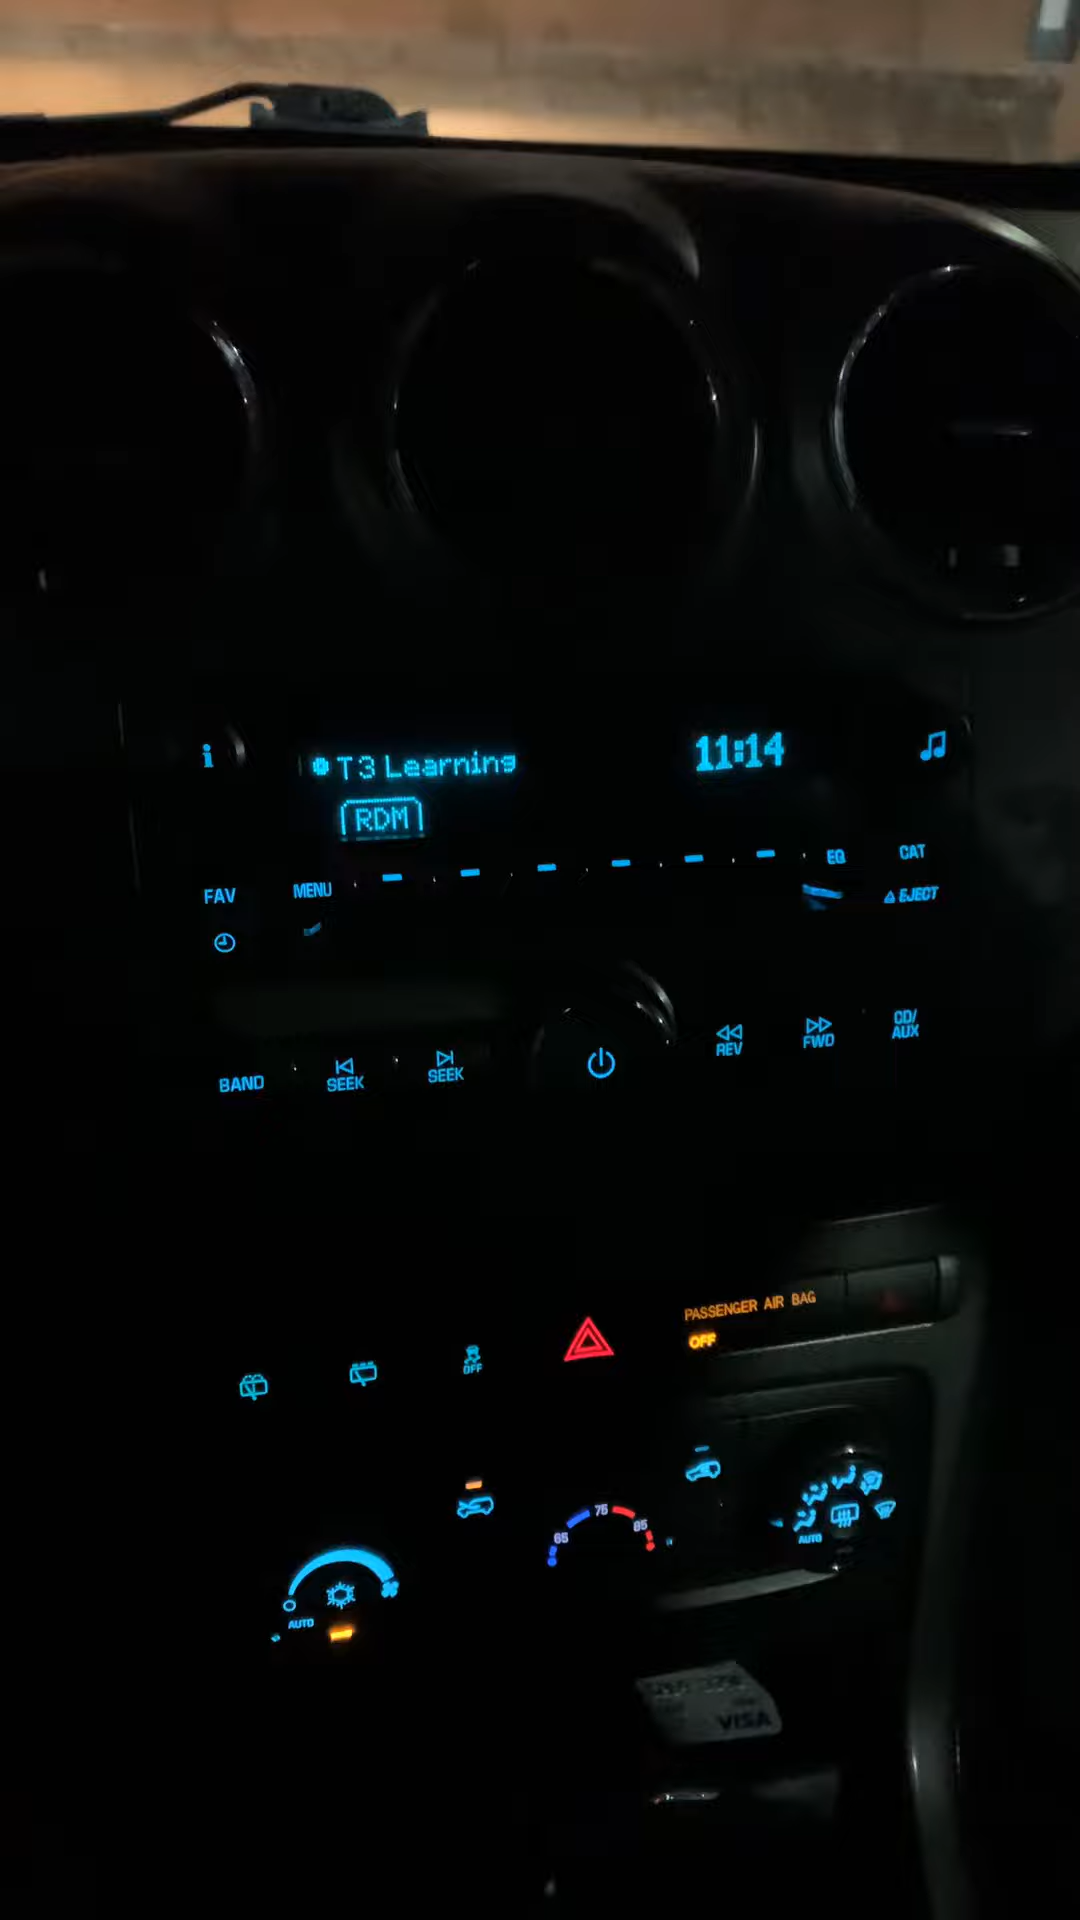 T3 Learning
11:14
RDM
EQ
CAT
FAV
MENU
EJECT
BAND
SEEK
SEEK
REV
FWD
CD/
AUX
OFF
PASSENGER AIR BAG
OFF
65
75
85
AUTO
AUTO
VISA